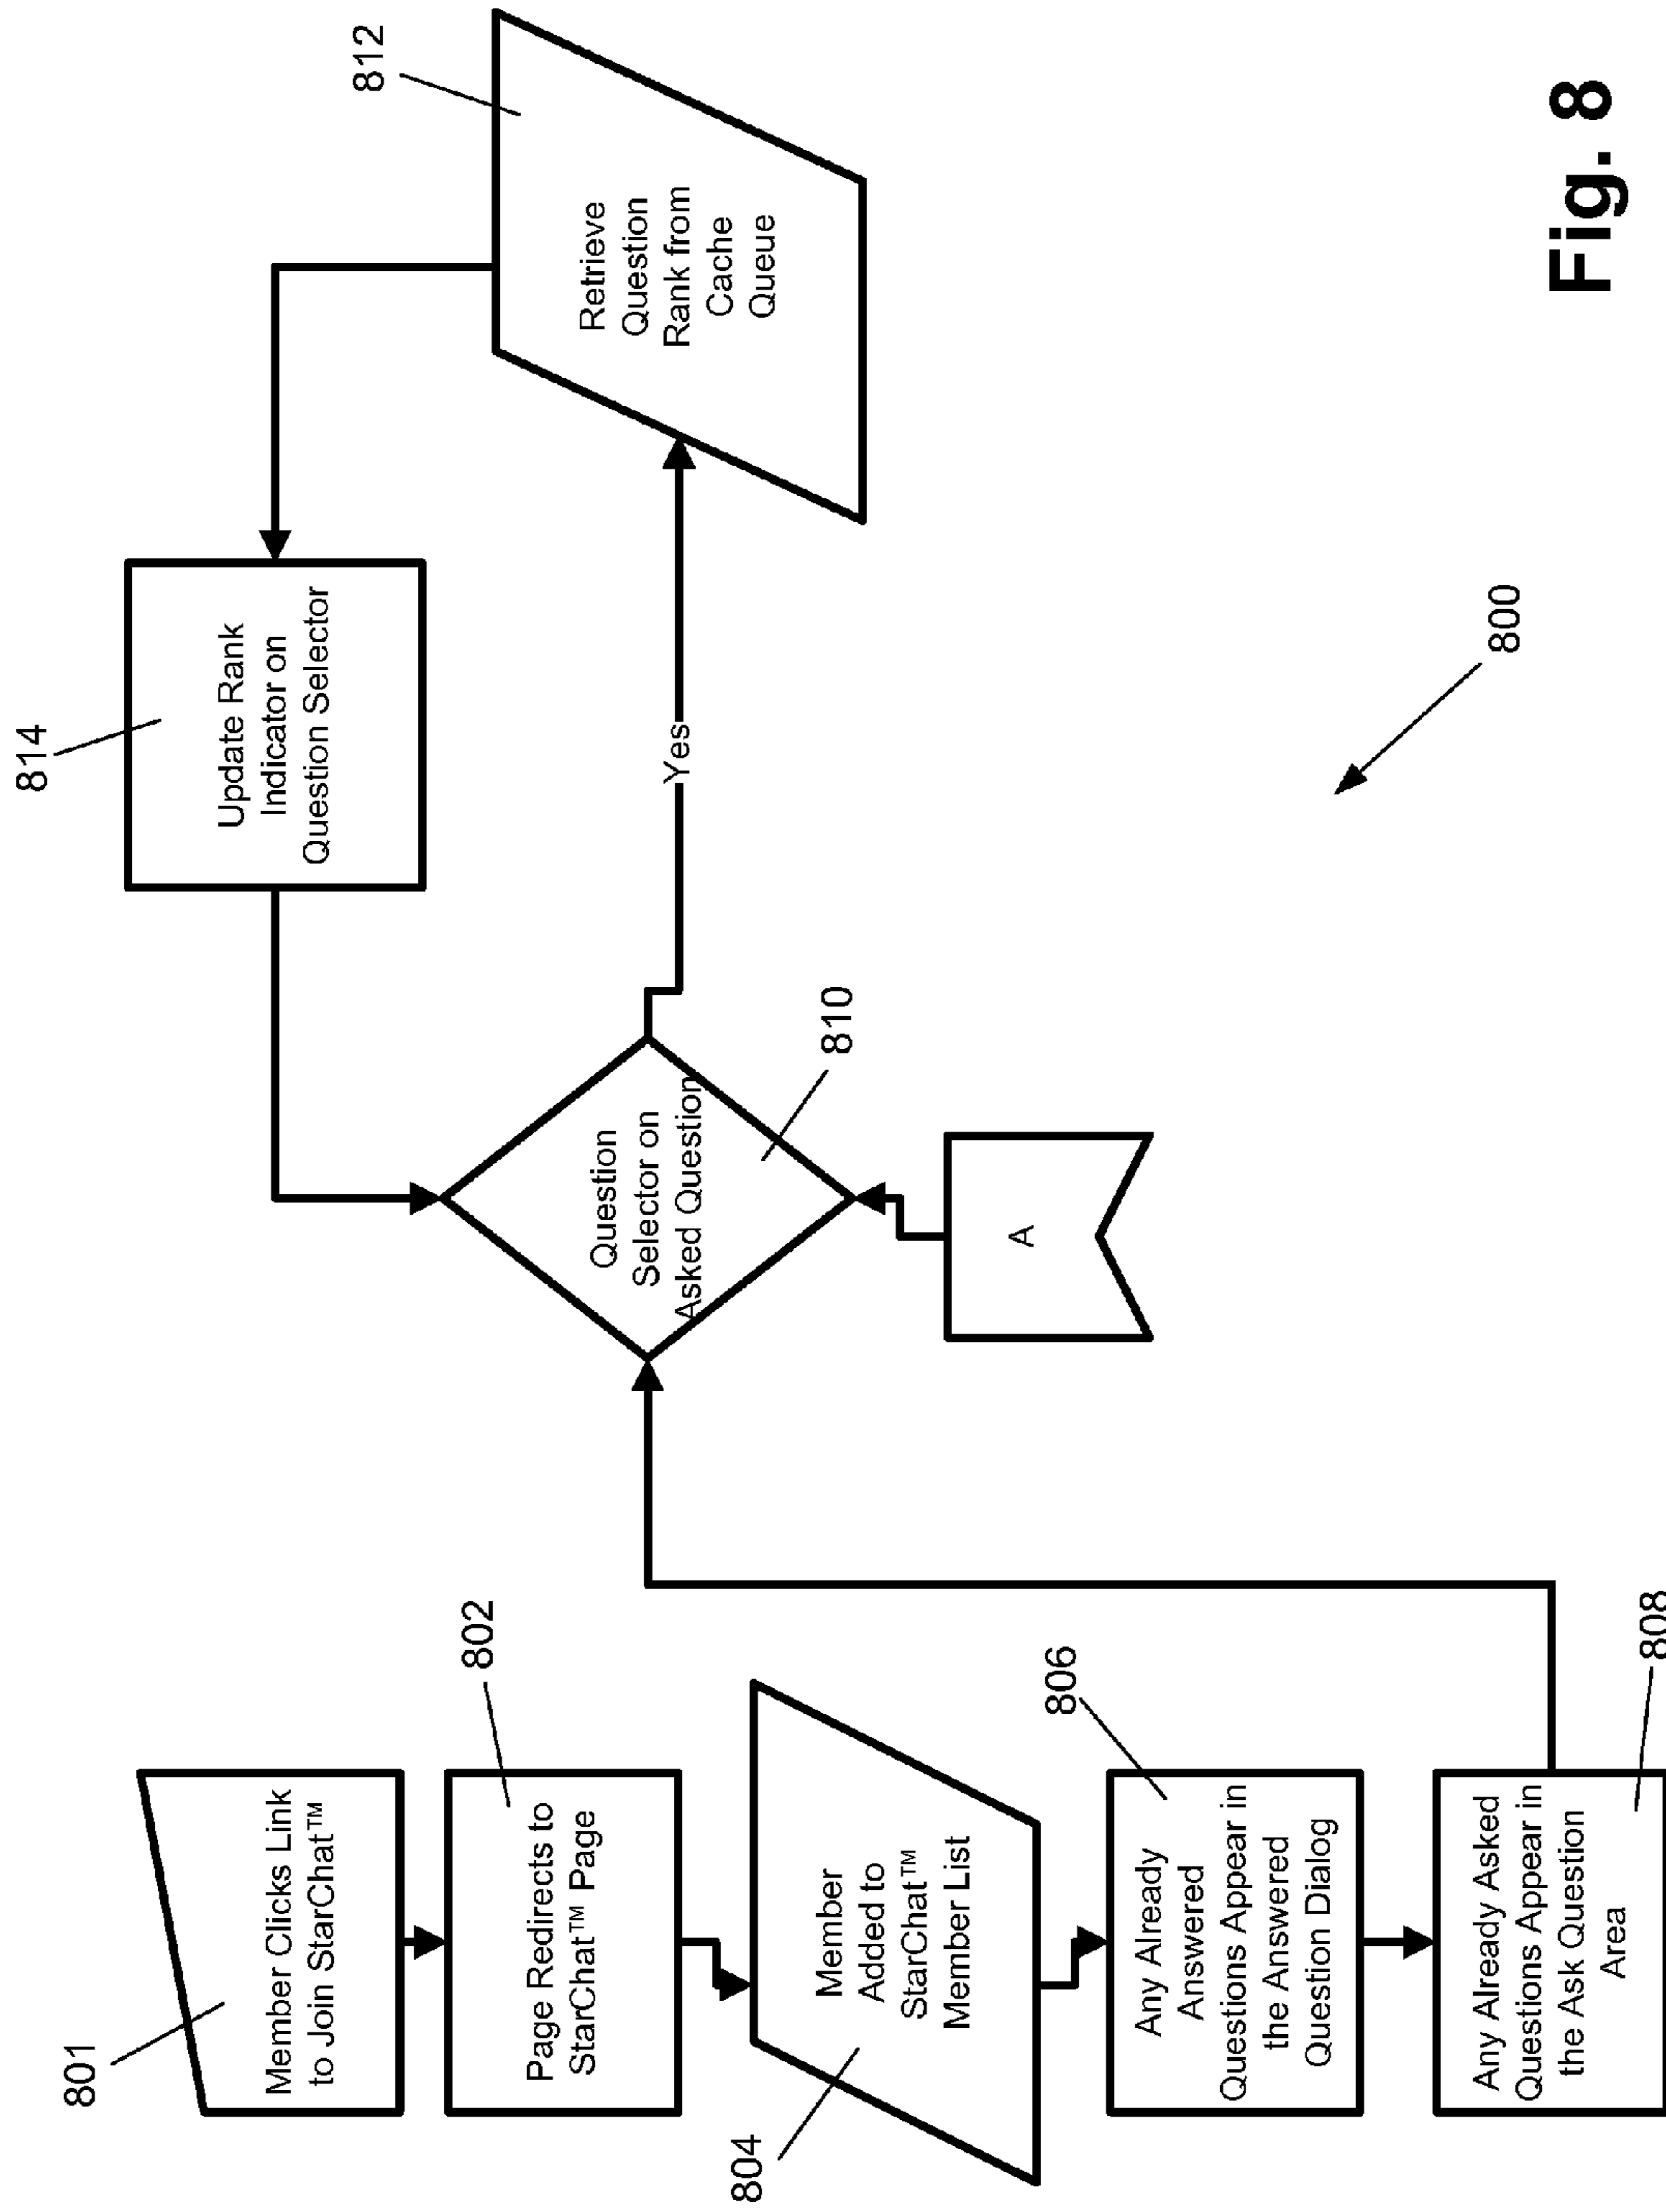 801
Member Clicks Link
to Join StarChat™
802
Page Redirects to
StarChat™ Page
804
Member
Added to
StarChat™
Member List
806
Any Already
Answered
Questions Appear in
the Answered
Question Dialog
808
Any Already Asked
Questions Appear in
the Ask Question
Area
810
Question
Selector on
Asked Question
A
Yes
812
Retrieve
Question
Rank from
Cache
Queue
814
Update Rank
Indicator on
Question Selector
800
Fig. 8